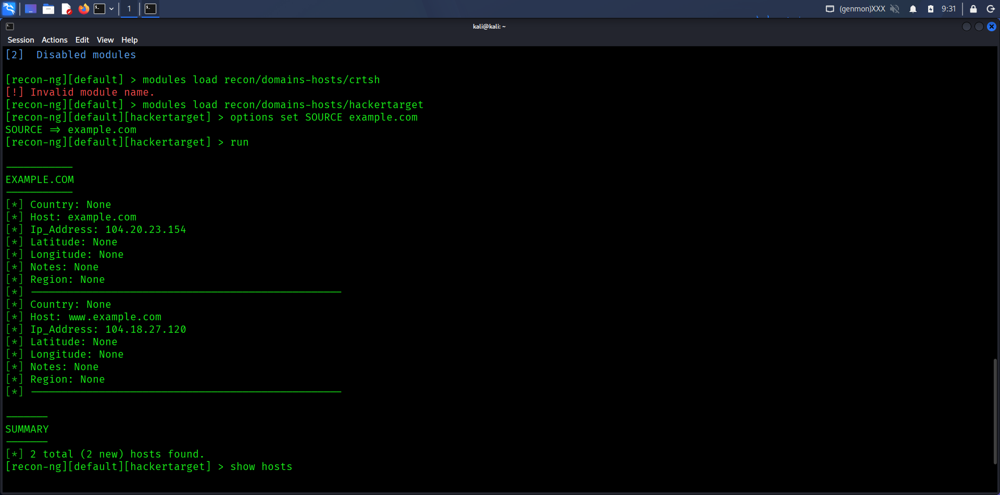 1
(genmon)XXX
9:31
kali@kali: ~
Session Actions Edit View Help
[2]  Disabled modules
[recon-ng][default] > modules load recon/domains-hosts/crtsh
[!] Invalid module name.
[recon-ng][default] > modules load recon/domains-hosts/hackertarget
[recon-ng][default][hackertarget] > options set SOURCE example.com
SOURCE => example.com
[recon-ng][default][hackertarget] > run
-----------
EXAMPLE.COM
-----------
[*] Country: None
[*] Host: example.com
[*] Ip_Address: 104.20.23.154
[*] Latitude: None
[*] Longitude: None
[*] Notes: None
[*] Region: None
[*] --------------------------------------------------
[*] Country: None
[*] Host: www.example.com
[*] Ip_Address: 104.18.27.120
[*] Latitude: None
[*] Longitude: None
[*] Notes: None
[*] Region: None
[*] --------------------------------------------------
-------
SUMMARY
-------
[*] 2 total (2 new) hosts found.
[recon-ng][default][hackertarget] > show hosts